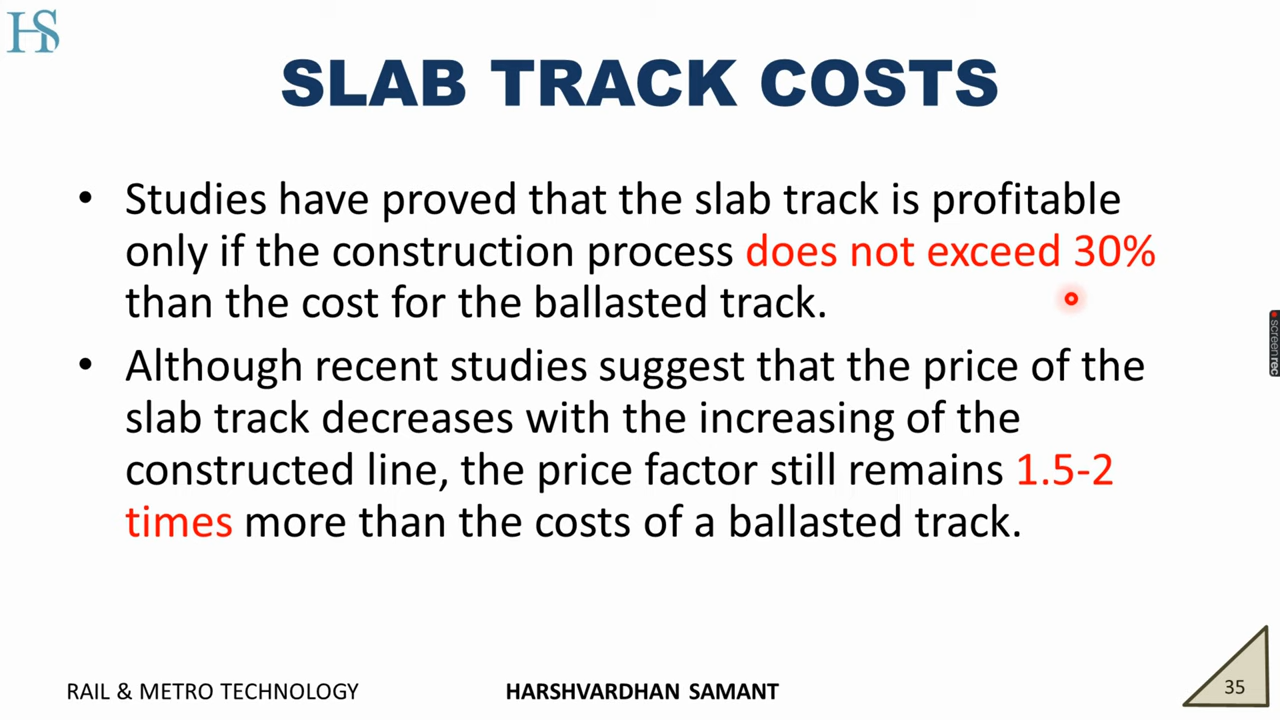 HS
SLAB TRACK COSTS
• Studies have proved that the slab track is profitable
only if the construction process does not exceed 30%
than the cost for the ballasted track.
• Although recent studies suggest that the price of the
slab track decreases with the increasing of the
constructed line, the price factor still remains 1.5-2
times more than the costs of a ballasted track.
screenrec
RAIL & METRO TECHNOLOGY
HARSHVARDHAN SAMANT
35